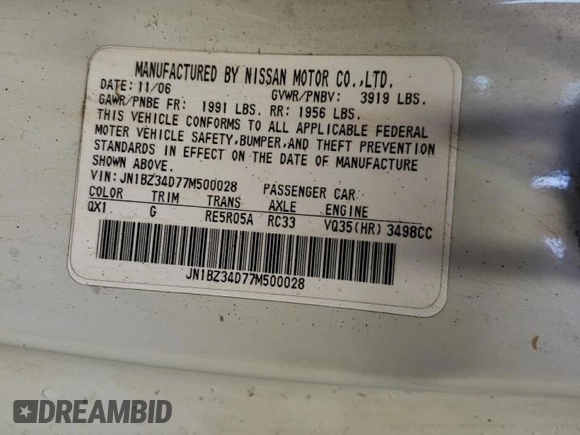 MANUFACTURED BY NISSAN MOTOR CO.,LTD.
DATE: 11/06 GVWR/PNBV: 3919 LBS.
GAWR/PNBE FR: 1991 LBS. RR: 1956 LBS.
THIS VEHICLE CONFORMS TO ALL APPLICABLE FEDERAL
MOTER VEHICLE SAFETY,BUMPER,AND THEFT PREVENTION
STANDARDS IN EFFECT ON THE DATE OF MANUFACTURE
SHOWN ABOVE.
VIN:JN1BZ34D77M500028 PASSENGER CAR
COLOR TRIM TRANS AXLE ENGINE
QX1 G RE5R05A RC33 VQ35(HR) 3498CC
JN1BZ34D77M500028
DREAMBID